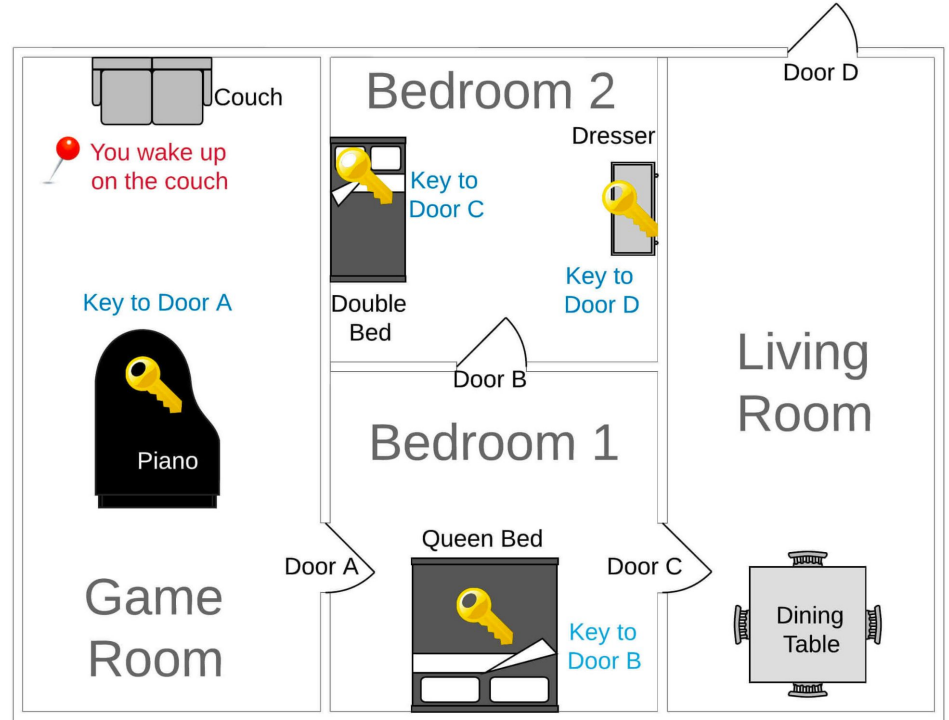 Door D
Couch
Bedroom 2
Dresser
You wake up
on the couch
Key to
Door C
Key to
Door D
Key to Door A
Double
Bed
Living
Room
Door B
Bedroom 1
Piano
Queen Bed
Door A
Door C
Game
Room
Key to
Door B
Dining
Table